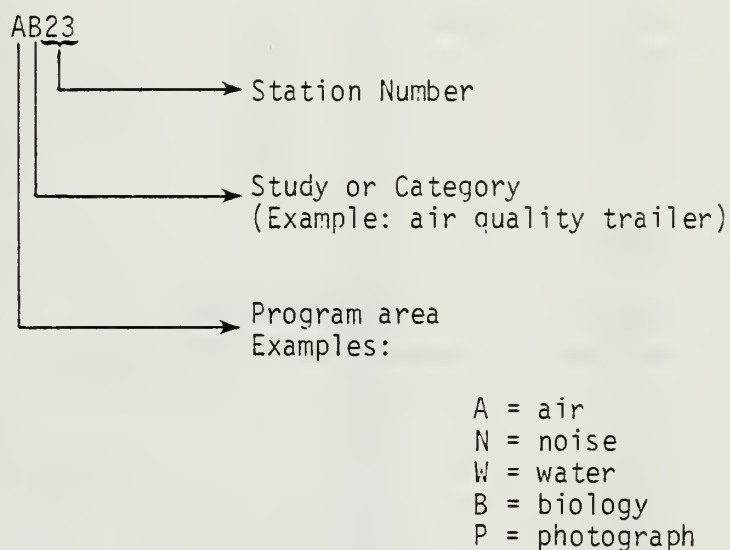 AB23
Station Number
Study or Category
(Example: air quality trailer)
Program area
Examples:
A = air
N = noise
W = water
B = biology
P = photograph